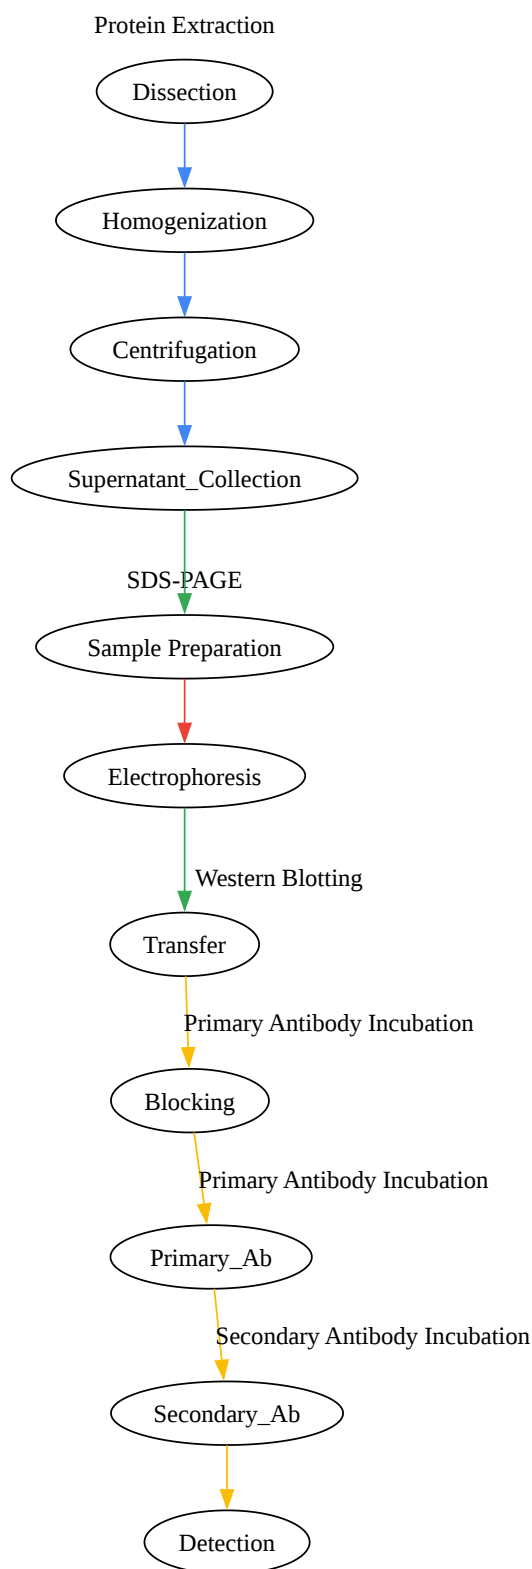 Protein Extraction
Dissection
Homogenization
Centrifugation
Supernatant_Collection
SDS-PAGE
Sample Preparation
Electrophoresis
Western Blotting
Transfer
Primary Antibody Incubation
Blocking
Primary Antibody Incubation
Primary_Ab
Secondary Antibody Incubation
Secondary_Ab
Detection